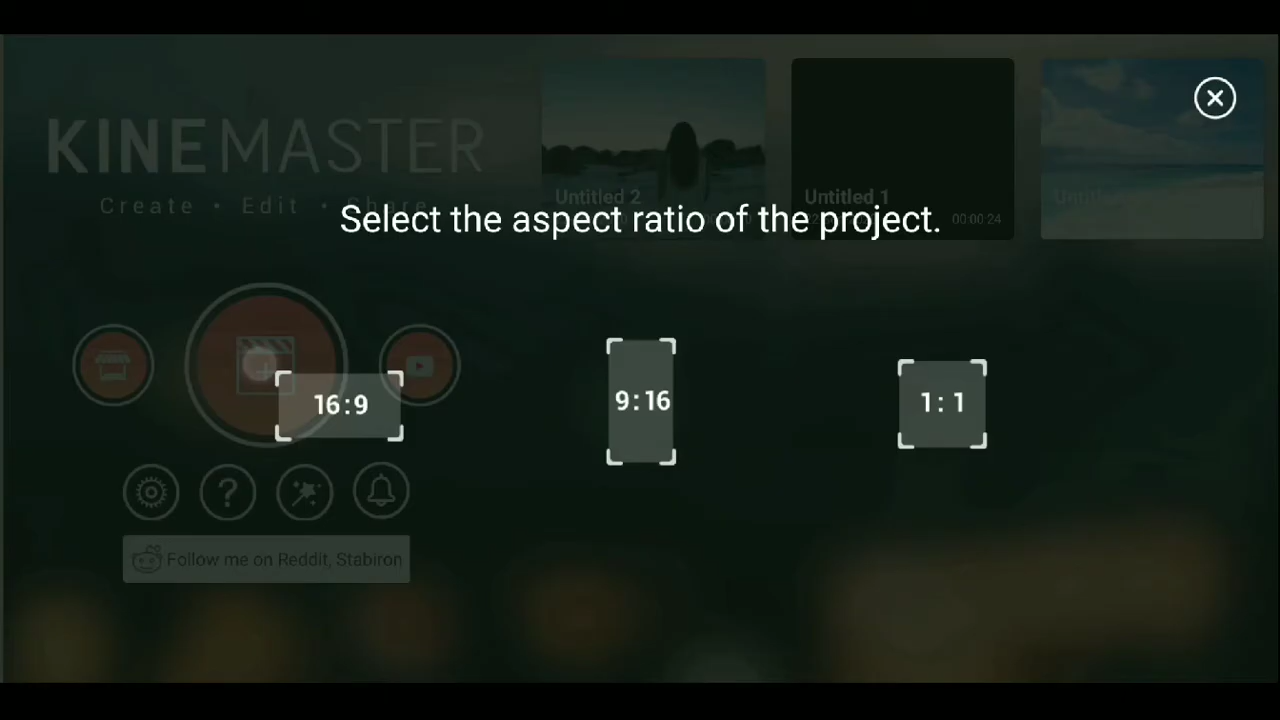 KINEMASTER
Create • Edit • Share
Untitled 2
Untitled 1
00:00:24
Select the aspect ratio of the project.
16:9
9:16
1:1
Follow me on Reddit, Stabiron